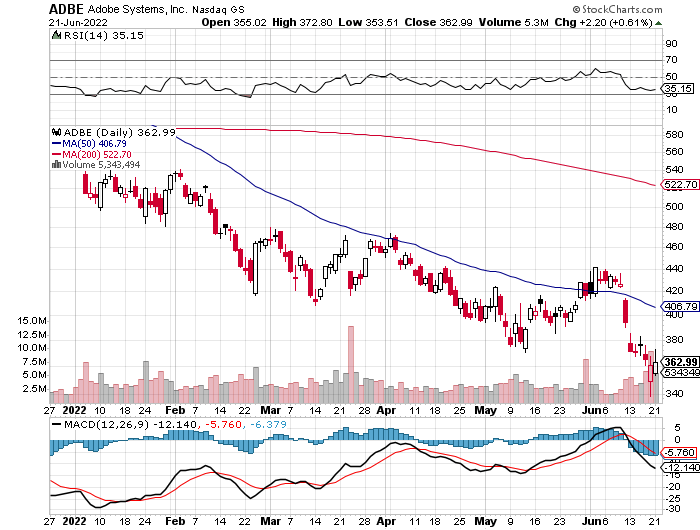 ADBE Adobe Systems, Inc. Nasdaq GS © StockCharts.com
21-Jun-2022 Open 355.02 High 372.80 Low 353.51 Close 362.99 Volume 5.3M Chg +2.20 (+0.61%)
RSI(14) 35.15
90
70
50
35.15
30
10
ADBE (Daily) 362.99
MA(50) 406.79
MA(200) 522.70
Volume 5,343,494
580
560
540
522.70
500
480
460
440
420
406.79
400
380
362.99
5343494
340
15.0M
12.5M
10.0M
7.5M
5.0M
2.5M
27 2022 10 18 24 Feb 7 14 22 Mar 7 14 21 28 Apr 11 18 25 May 9 16 23 Jun 6 13 21
MACD(12,26,9) -12.140, -5.760, -6.379
5
0
-5.760
-12.140
-15
-20
-25
-30
27 2022 10 18 24 Feb 7 14 22 Mar 7 14 21 28 Apr 11 18 25 May 9 16 23 Jun 6 13 21